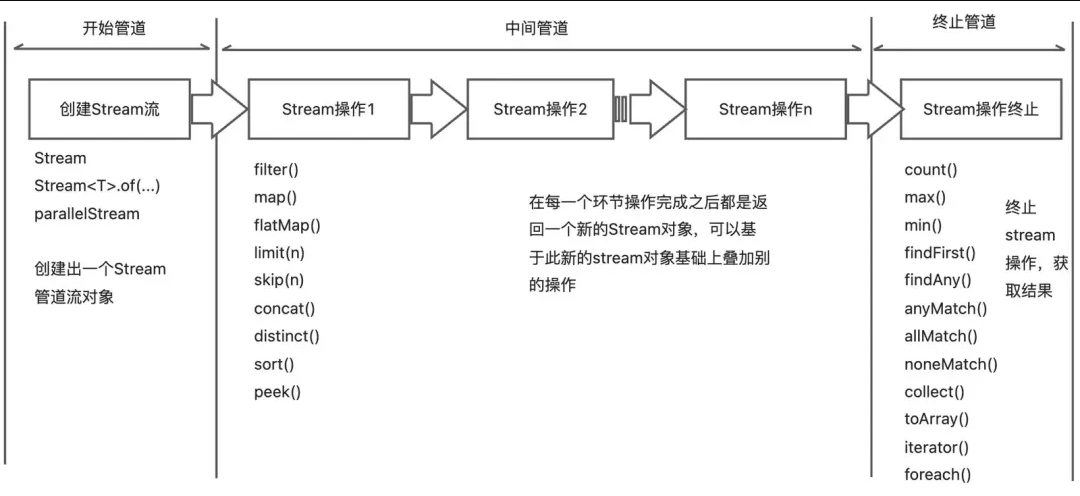 开始管道
中间管道
终止管道
创建Stream流
Stream操作1
Stream操作2
Stream操作n
Stream操作终止
Stream
Stream<T>.of(...)
parallelStream
创建出一个Stream
管道流对象
filter()
map()
flatMap()
limit(n)
skip(n)
concat()
distinct()
sort()
peek()
在每一个环节操作完成之后都是返
回一个新的Stream对象，可以基
于此新的stream对象基础上叠加别
的操作
count()
max()
min()
findFirst()
findAny()
anyMatch()
allMatch()
noneMatch()
collect()
toArray()
iterator()
foreach()
终止
stream
操作，获
取结果